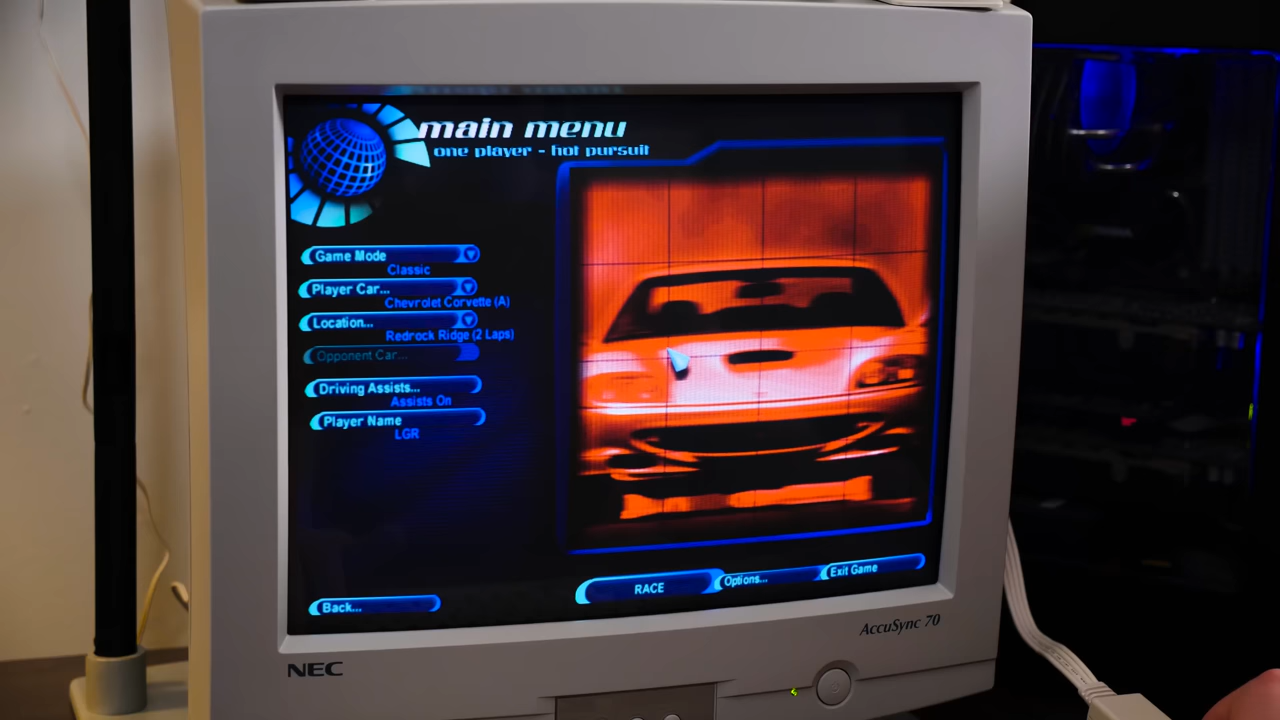 main menu
one player - hot pursuit
Game Mode
Classic
Player Car...
Chevrolet Corvette (A)
Location...
Redrock Ridge (2 Laps)
Opponent Car...
Driving Assists...
Assists On
Player Name
LGR
RACE
Options...
Exit Game
Back...
AccuSync 70
NEC